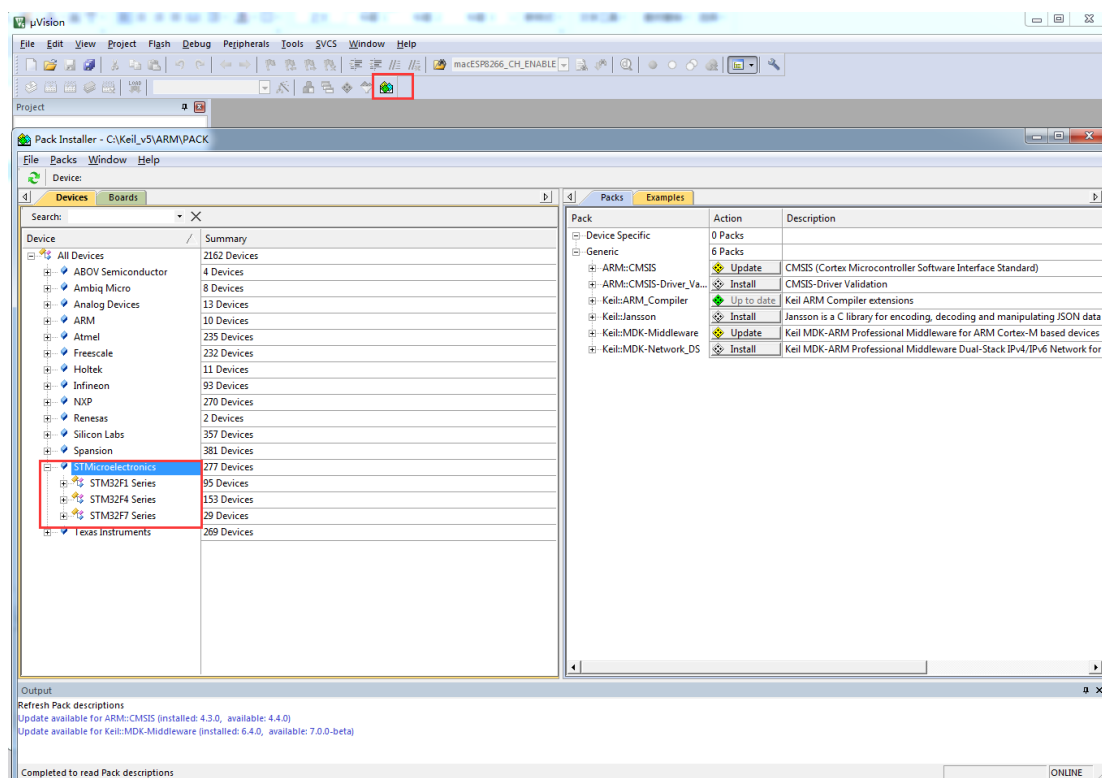 µVision
File Edit View Project Flash Debug Peripherals Tools SVCS Window Help
macESP8266_CH_ENABLE
LOAD
Project
Pack Installer - C:\Keil_v5\ARM\PACK
File Packs Window Help
Device:
Devices Boards
Search:
Device / Summary
All Devices 2162 Devices
ABOV Semiconductor 4 Devices
Ambiq Micro 8 Devices
Analog Devices 13 Devices
ARM 10 Devices
Atmel 235 Devices
Freescale 232 Devices
Holtek 11 Devices
Infineon 93 Devices
NXP 270 Devices
Renesas 2 Devices
Silicon Labs 357 Devices
Spansion 381 Devices
STMicroelectronics 277 Devices
STM32F1 Series 95 Devices
STM32F4 Series 153 Devices
STM32F7 Series 29 Devices
Texas Instruments 269 Devices
Packs Examples
Pack Action Description
Device Specific 0 Packs
Generic 6 Packs
ARM::CMSIS Update CMSIS (Cortex Microcontroller Software Interface Standard)
ARM::CMSIS-Driver_Va... Install CMSIS-Driver Validation
Keil::ARM_Compiler Up to date Keil ARM Compiler extensions
Keil::Jansson Install Jansson is a C library for encoding, decoding and manipulating JSON data
Keil::MDK-Middleware Update Keil MDK-ARM Professional Middleware for ARM Cortex-M based devices
Keil::MDK-Network_DS Install Keil MDK-ARM Professional Middleware Dual-Stack IPv4/IPv6 Network for
Output
Refresh Pack descriptions
Update available for ARM::CMSIS (installed: 4.3.0, available: 4.4.0)
Update available for Keil::MDK-Middleware (installed: 6.4.0, available: 7.0.0-beta)
Completed to read Pack descriptions
ONLINE